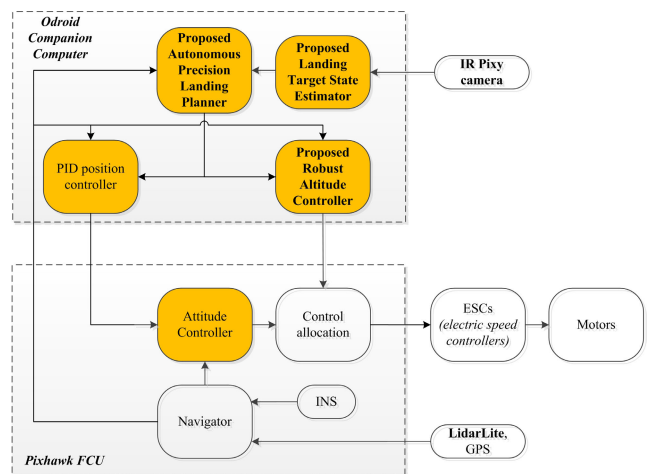 Odroid
Companion
Computer
Proposed
Autonomous
Precision
Landing
Planner
Proposed
Landing
Target State
Estimator
IR Pixy
camera
PID position
controller
Proposed
Robust
Altitude
Controller
Attitude
Controller
Control
allocation
ESCs
(electric speed
controllers)
Motors
Navigator
INS
LidarLite,
GPS
Pixhawk FCU